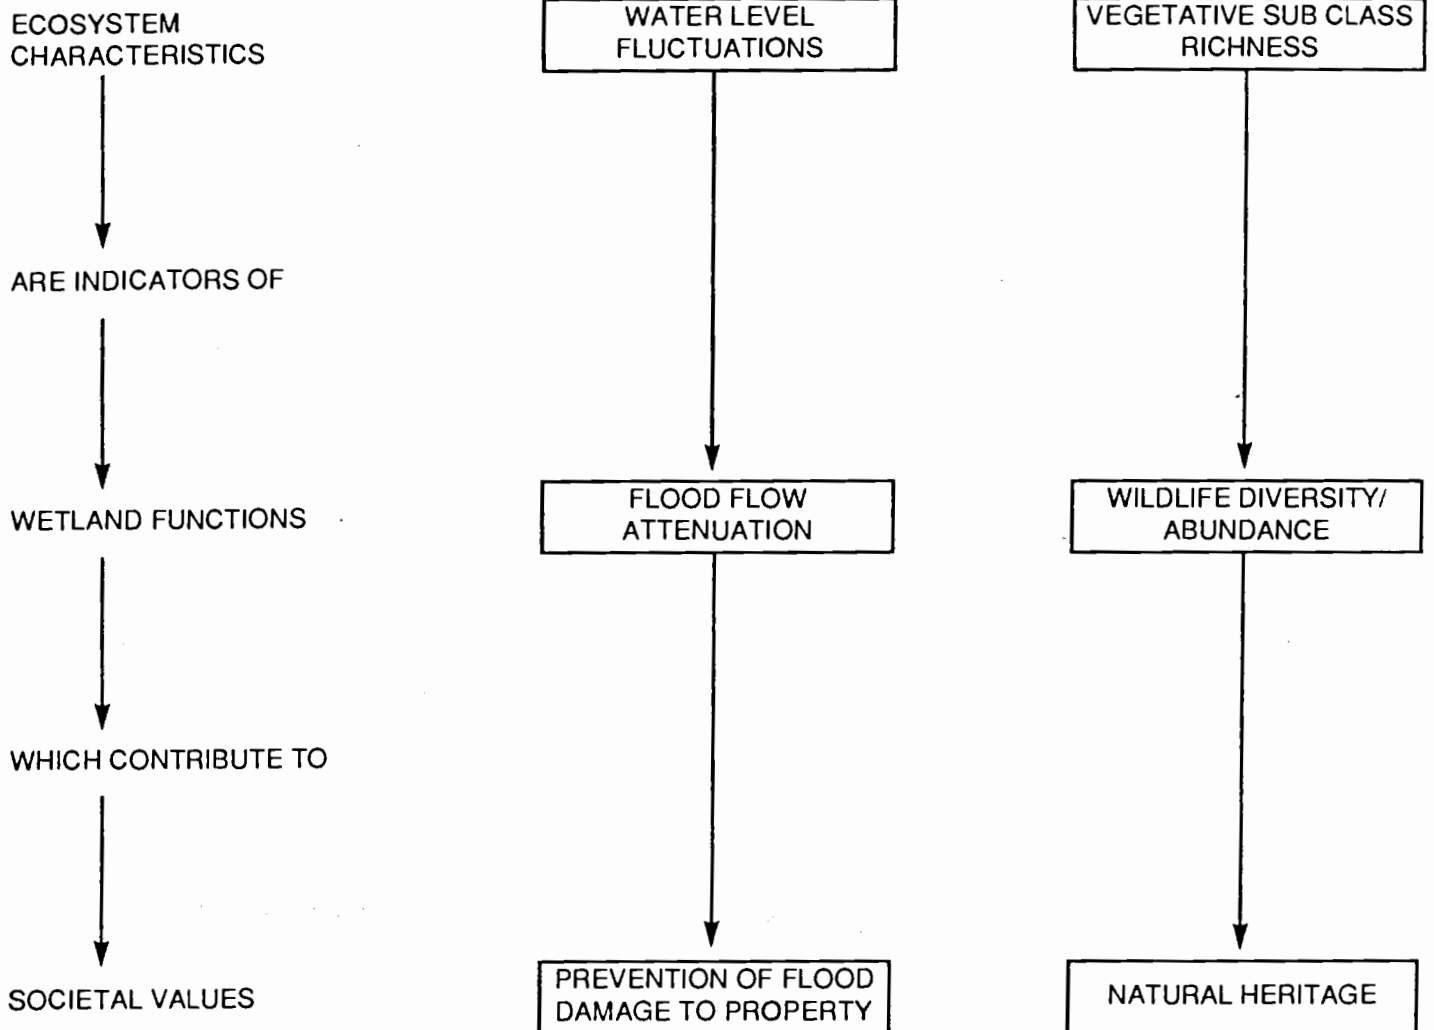 ECOSYSTEM
CHARACTERISTICS
WATER LEVEL
FLUCTUATIONS
VEGETATIVE SUB CLASS
RICHNESS
ARE INDICATORS OF
WETLAND FUNCTIONS
FLOOD FLOW
ATTENUATION
WILDLIFE DIVERSITY/
ABUNDANCE
WHICH CONTRIBUTE TO
SOCIETAL VALUES
PREVENTION OF FLOOD
DAMAGE TO PROPERTY
NATURAL HERITAGE